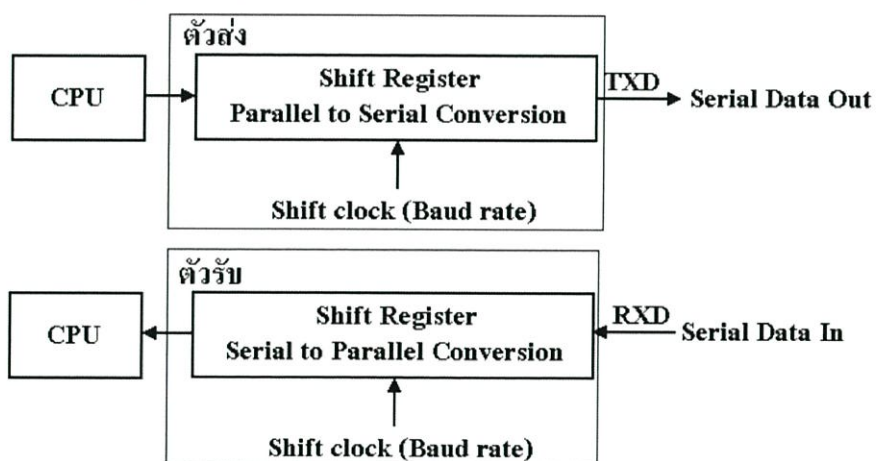 ตัวส่ง
CPU
Shift Register
Parallel to Serial Conversion
TXD
Serial Data Out
Shift clock (Baud rate)
ตัวรับ
CPU
Shift Register
Serial to Parallel Conversion
RXD
Serial Data In
Shift clock (Baud rate)